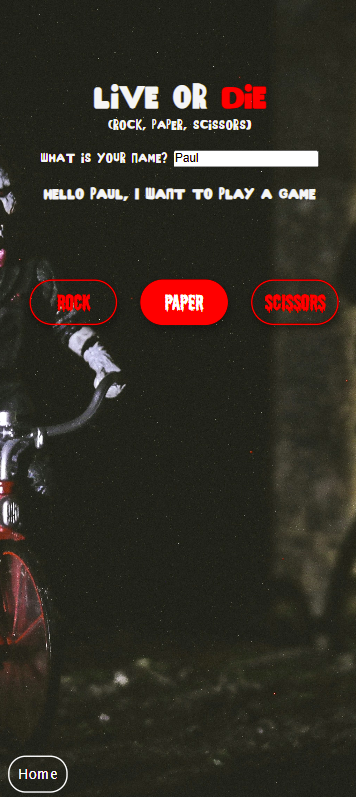 LiVE OR DiE
(ROCK, PAPER, SCiSSORS)
WHAT iS YOUR NAME? Paul
HELLO PAUL, I WANT TO PLAY A GAME
ROCK PAPER SCISSORS
Home